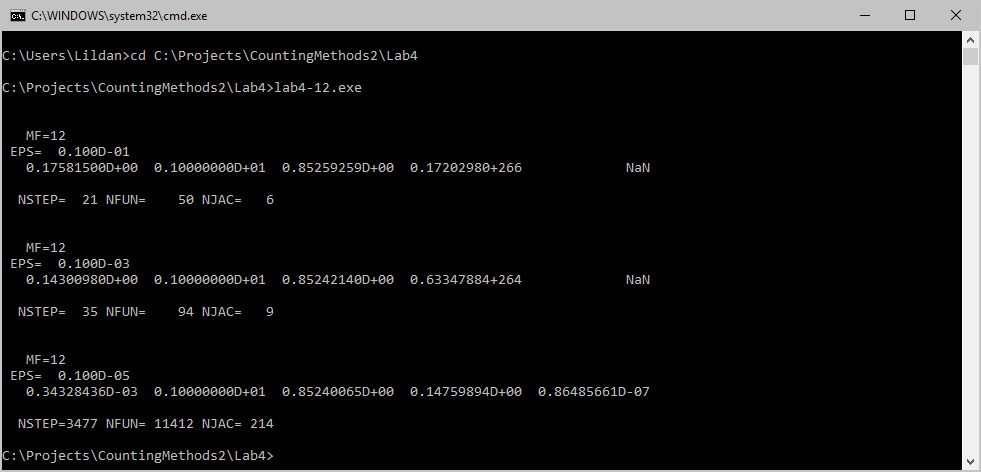 C:\WINDOWS\system32\cmd.exe
C:\Users\Lildan>cd C:\Projects\CountingMethods2\Lab4
C:\Projects\CountingMethods2\Lab4>lab4-12.exe
MF=12
EPS=  0.100D-01
0.17581500D+00  0.10000000D+01  0.85259259D+00  0.17202980+266             NaN
NSTEP=  21 NFUN=    50 NJAC=   6
MF=12
EPS=  0.100D-03
0.14300980D+00  0.10000000D+01  0.85242140D+00  0.63347884+264             NaN
NSTEP=  35 NFUN=    94 NJAC=   9
MF=12
EPS=  0.100D-05
0.34328436D-03  0.10000000D+01  0.85240065D+00  0.14759894D+00  0.86485661D-07
NSTEP=3477 NFUN= 11412 NJAC= 214
C:\Projects\CountingMethods2\Lab4>